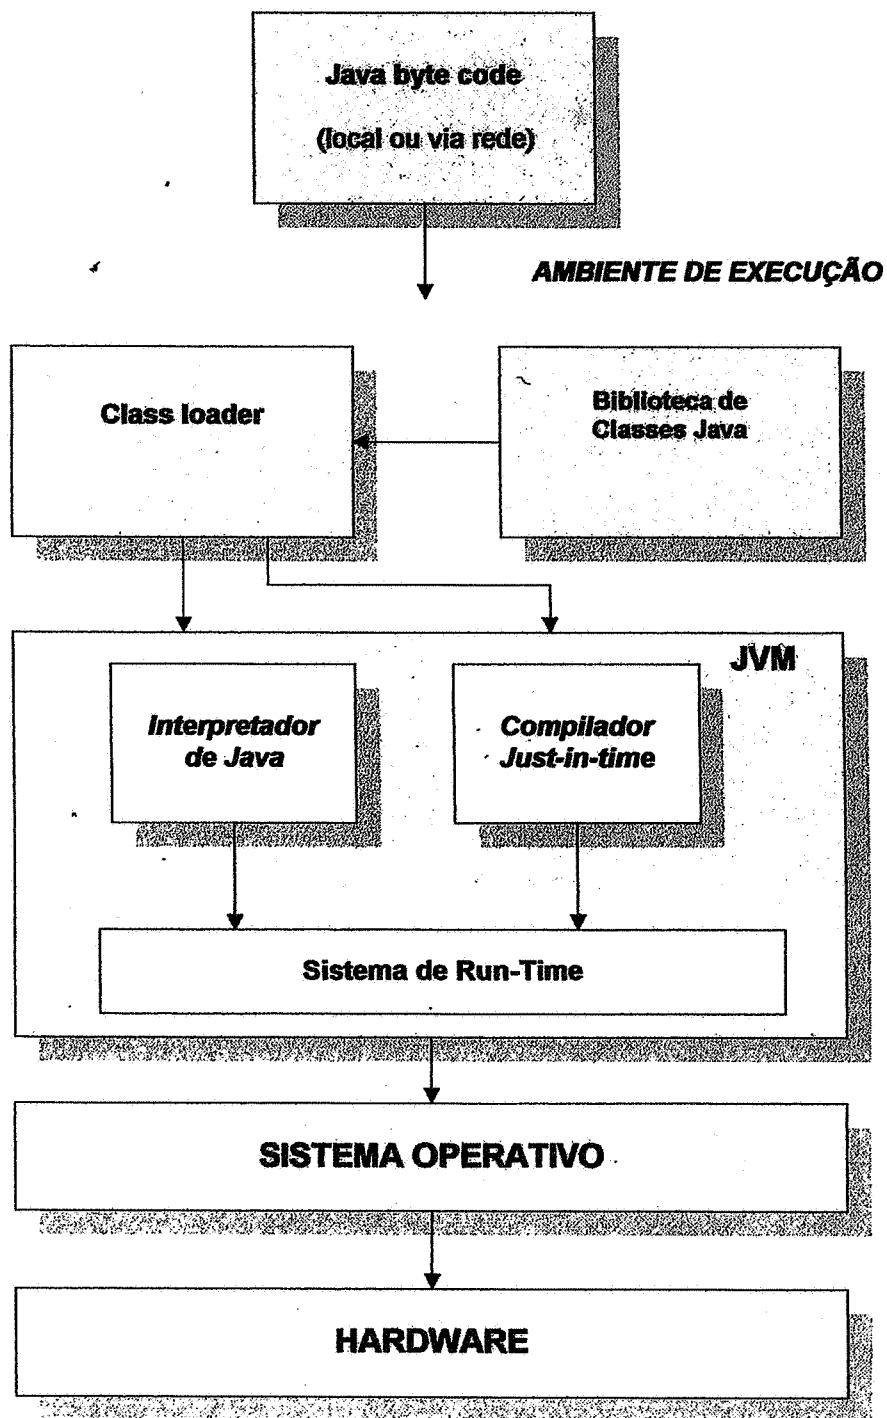 Java byte code
(local ou via rede)
AMBIENTE DE EXECUÇÃO
Class loader
Biblioteca de
Classes Java
JVM
Interpretador
de Java
Compilador
Just-in-time
Sistema de Run-Time
SISTEMA OPERATIVO
HARDWARE